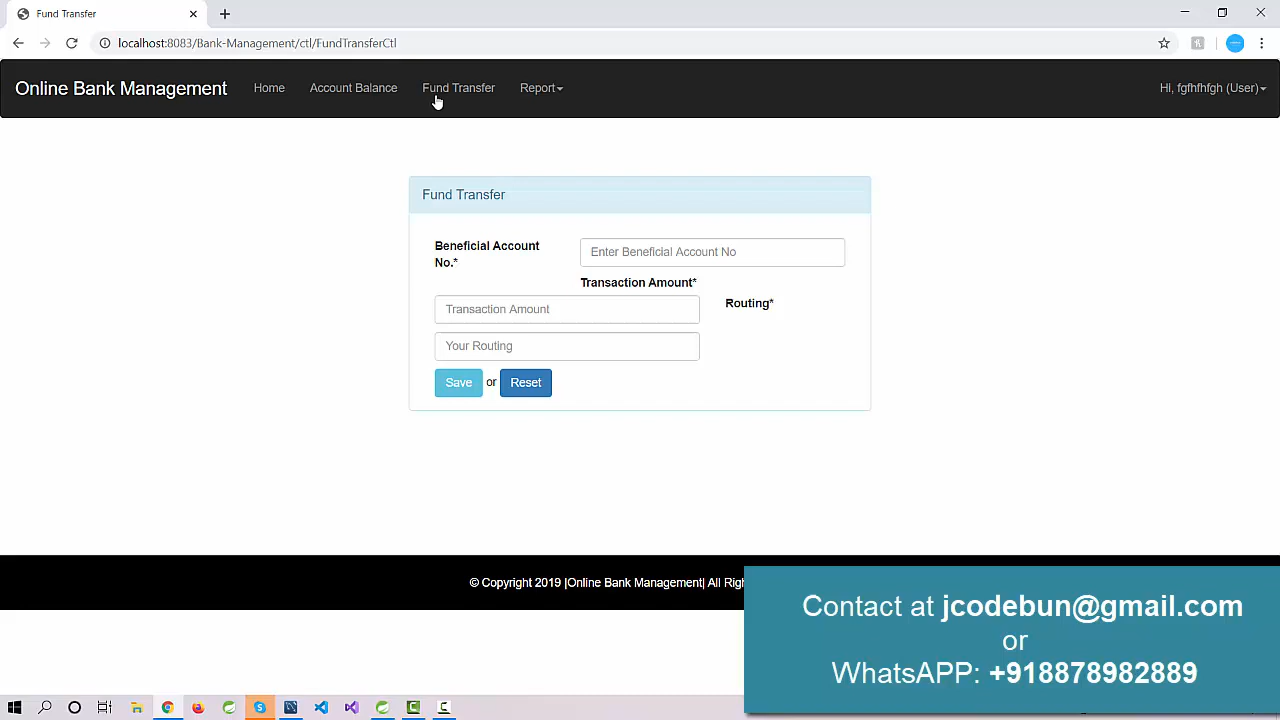 Fund Transfer
localhost:8083/Bank-Management/ctl/FundTransferCtl
Online Bank Management Home Account Balance Fund Transfer Report Hi, fgfhfhfgh (User)
Fund Transfer
Beneficial Account No.*
Enter Beneficial Account No
Transaction Amount*
Transaction Amount
Routing*
Your Routing
Save or Reset
© Copyright 2019 |Online Bank Management| All
Contact at jcodebun@gmail.com
or
WhatsAPP: +918878982889